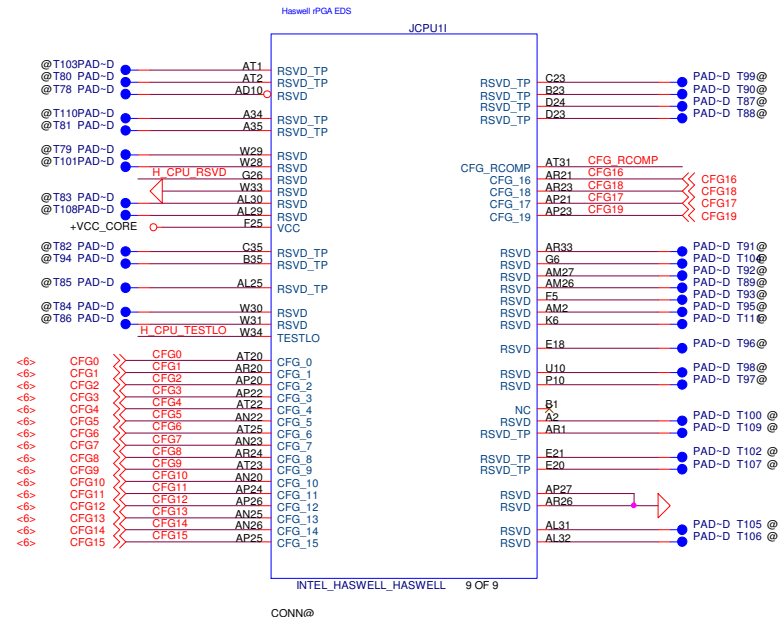 Haswell rPGA EDS
JCPU1I
@T103PAD~D AT1 RSVD_TP
@T80 PAD~D AT2 RSVD_TP
@T78 PAD~D AD10 RSVD
@T110PAD~D A34 RSVD_TP
@T81 PAD~D A35 RSVD_TP
@T79 PAD~D W29 RSVD
@T101PAD~D W28 RSVD
H_CPU_RSVD G26 RSVD
W33 RSVD
@T83 PAD~D AL30 RSVD
@T108PAD~D AL29 RSVD
+VCC_CORE F25 VCC
@T82 PAD~D C35 RSVD_TP
@T94 PAD~D B35 RSVD_TP
@T85 PAD~D AL25 RSVD_TP
@T84 PAD~D W30 RSVD
@T86 PAD~D W31 RSVD
H_CPU_TESTLO W34 TESTLO
<6> CFG0 CFG0 AT20 CFG_0
<6> CFG1 CFG1 AR20 CFG_1
<6> CFG2 CFG2 AP20 CFG_2
<6> CFG3 CFG3 AP22 CFG_3
<6> CFG4 CFG4 AT22 CFG_4
<6> CFG5 CFG5 AN22 CFG_5
<6> CFG6 CFG6 AT25 CFG_6
<6> CFG7 CFG7 AN23 CFG_7
<6> CFG8 CFG8 AR24 CFG_8
<6> CFG9 CFG9 AT23 CFG_9
<6> CFG10 CFG10 AN20 CFG_10
<6> CFG11 CFG11 AP24 CFG_11
<6> CFG12 CFG12 AP26 CFG_12
<6> CFG13 CFG13 AN25 CFG_13
<6> CFG14 CFG14 AN26 CFG_14
<6> CFG15 CFG15 AP25 CFG_15
RSVD_TP C23 PAD~D T99@
RSVD_TP B23 PAD~D T90@
RSVD_TP D24 PAD~D T87@
RSVD_TP D23 PAD~D T88@
CFG_RCOMP AT31 CFG_RCOMP
CFG_16 AR21 CFG16 CFG16
CFG_18 AR23 CFG18 CFG18
CFG_17 AP21 CFG17 CFG17
CFG_19 AP23 CFG19 CFG19
RSVD AR33 PAD~D T91@
RSVD G6 PAD~D T104@
RSVD AM27 PAD~D T92@
RSVD AM26 PAD~D T89@
RSVD F5 PAD~D T93@
RSVD AM2 PAD~D T95@
RSVD K6 PAD~D T111@
RSVD E18 PAD~D T96@
RSVD U10 PAD~D T98@
RSVD P10 PAD~D T97@
NC B1
RSVD A2 PAD~D T100 @
RSVD_TP AR1 PAD~D T109 @
RSVD_TP E21 PAD~D T102 @
RSVD_TP E20 PAD~D T107 @
RSVD AP27
RSVD AR26
RSVD AL31 PAD~D T105 @
RSVD AL32 PAD~D T106 @
INTEL_HASWELL_HASWELL 9 OF 9
CONN@